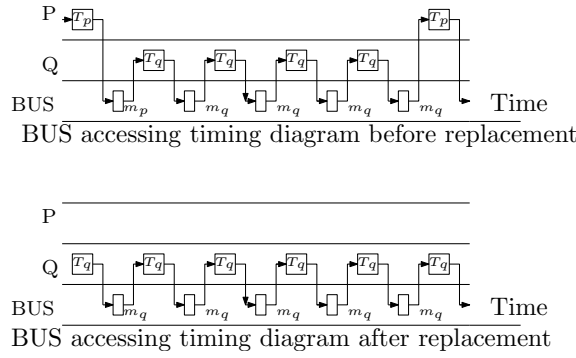 P T_p T_p
Q T_q T_q T_q T_q
BUS m_p m_q m_q m_q m_q Time
BUS accessing timing diagram before replacement
P
Q T_q T_q T_q T_q T_q T_q
BUS m_q m_q m_q m_q m_q Time
BUS accessing timing diagram after replacement